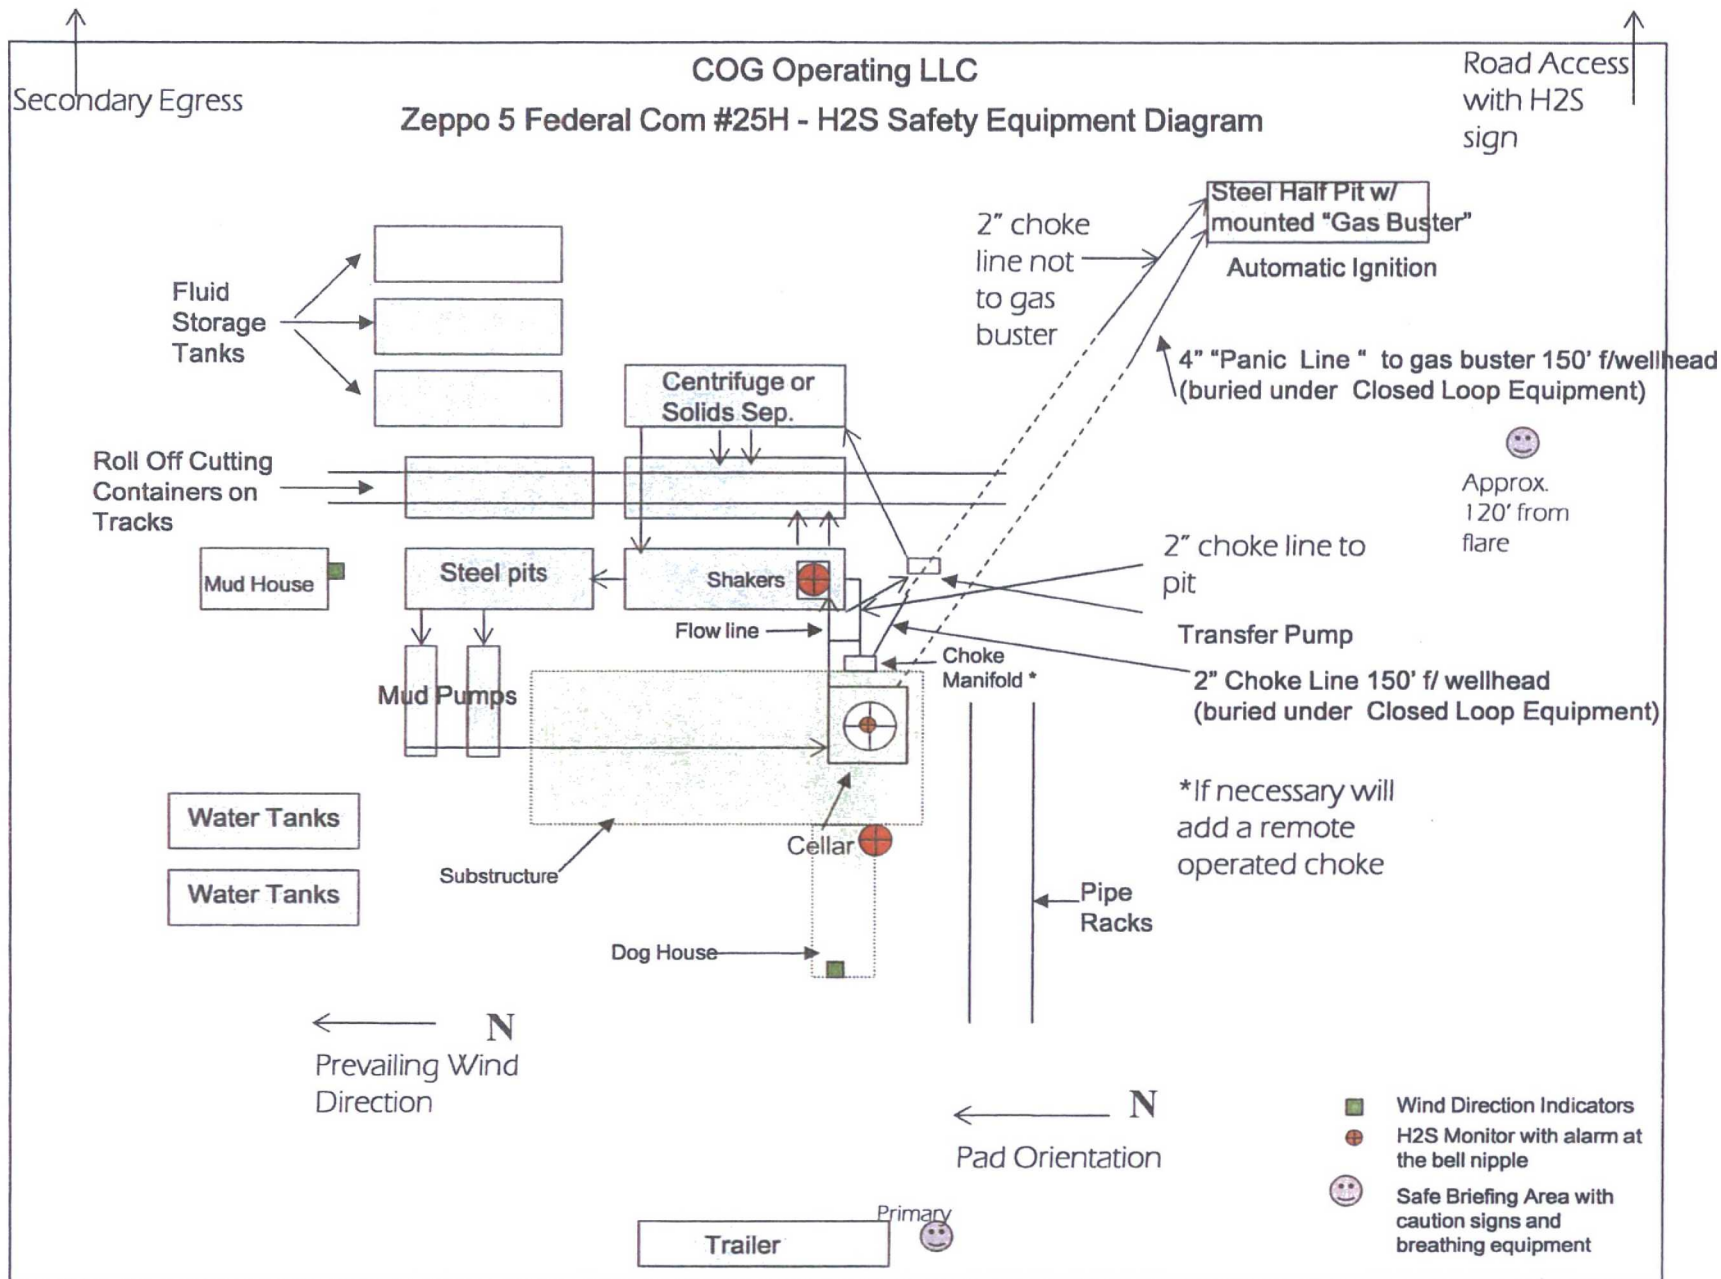 COG Operating LLC
Zeppo 5 Federal Com #25H - H2S Safety Equipment Diagram
Secondary Egress
Road Access
with H2S
sign
Steel Half Pit w/
mounted "Gas Buster"
Automatic Ignition
2" choke
line not
to gas
buster
Fluid
Storage
Tanks
4" "Panic Line " to gas buster 150' f/wellhead
(buried under Closed Loop Equipment)
Centrifuge or
Solids Sep.
Roll Off Cutting
Containers on
Tracks
Approx.
120' from
flare
2" choke line to
pit
Mud House
Steel pits
Shakers
Flow line
Transfer Pump
Choke
Manifold *
2" Choke Line 150' f/ wellhead
(buried under Closed Loop Equipment)
Mud Pumps
*If necessary will
add a remote
operated choke
Water Tanks
Cellar
Substructure
Water Tanks
Pipe
Racks
Dog House
N
Prevailing Wind
Direction
N
Pad Orientation
Wind Direction Indicators
H2S Monitor with alarm at
the bell nipple
Safe Briefing Area with
caution signs and
breathing equipment
Primary
Trailer